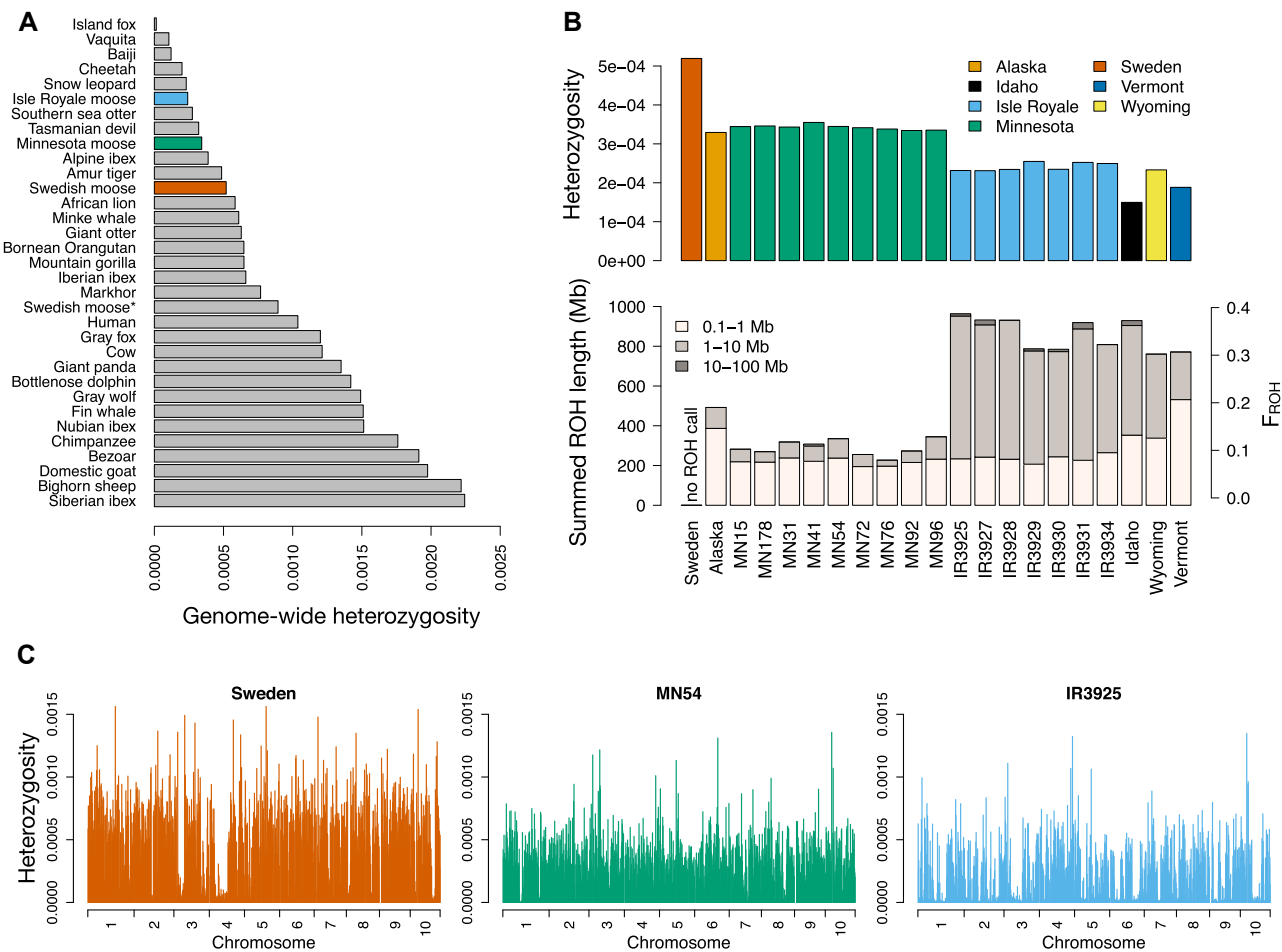 A
Island fox
Vaquita
Baiji
Cheetah
Snow leopard
Isle Royale moose
Southern sea otter
Tasmanian devil
Minnesota moose
Alpine ibex
Amur tiger
Swedish moose
African lion
Minke whale
Giant otter
Bornean Orangutan
Mountain gorilla
Iberian ibex
Markhor
Swedish moose*
Human
Gray fox
Cow
Giant panda
Bottlenose dolphin
Gray wolf
Fin whale
Nubian ibex
Chimpanzee
Bezoar
Domestic goat
Bighorn sheep
Siberian ibex
0.0000 0.0005 0.0010 0.0015 0.0020 0.0025
Genome-wide heterozygosity
B
Heterozygosity
5e−04
4e−04
3e−04
2e−04
1e−04
0e+00
Alaska Sweden
Idaho Vermont
Isle Royale Wyoming
Minnesota
Summed ROH length (Mb)
1000
800
600
400
200
0
0.1−1 Mb
1−10 Mb
10−100 Mb
no ROH call
0.4
0.3
0.2
0.1
0.0
FROH
Sweden Alaska MN15 MN178 MN31 MN41 MN54 MN72 MN76 MN92 MN96 IR3925 IR3927 IR3928 IR3929 IR3930 IR3931 IR3934 Idaho Wyoming Vermont
C
Sweden
Heterozygosity
0.0015
0.0010
0.0005
0.0000
1 2 3 4 5 6 7 8 9 10
Chromosome
MN54
0.0015
0.0010
0.0005
0.0000
1 2 3 4 5 6 7 8 9 10
Chromosome
IR3925
0.0015
0.0010
0.0005
0.0000
1 2 3 4 5 6 7 8 9 10
Chromosome